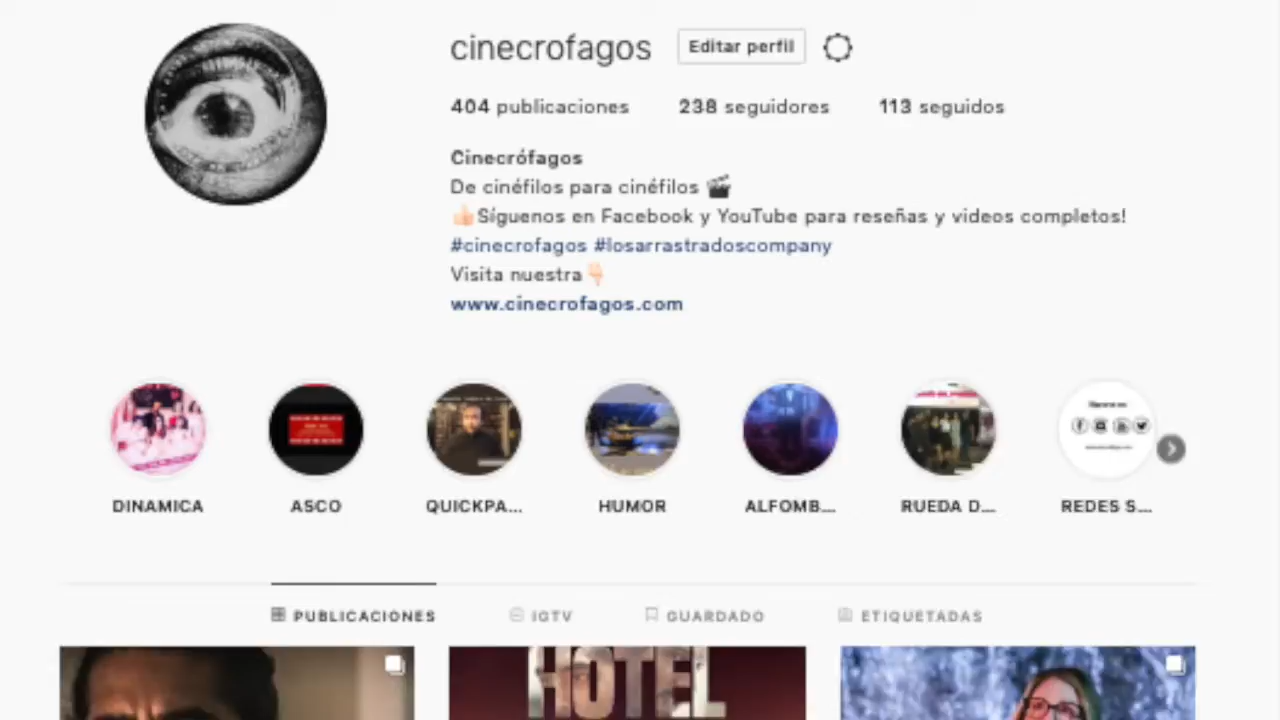 cinecrofagos Editar perfil
404 publicaciones 238 seguidores 113 seguidos
Cinecrófagos
De cinéfilos para cinéfilos 🎬
👍🏻Síguenos en Facebook y YouTube para reseñas y videos completos!
#cinecrofagos #losarrastradoscompany
Visita nuestra👇🏻
www.cinecrofagos.com
DINAMICA ASCO QUICKPA... HUMOR ALFOMB... RUEDA D... REDES S...
PUBLICACIONES IGTV GUARDADO ETIQUETADAS
HOTEL